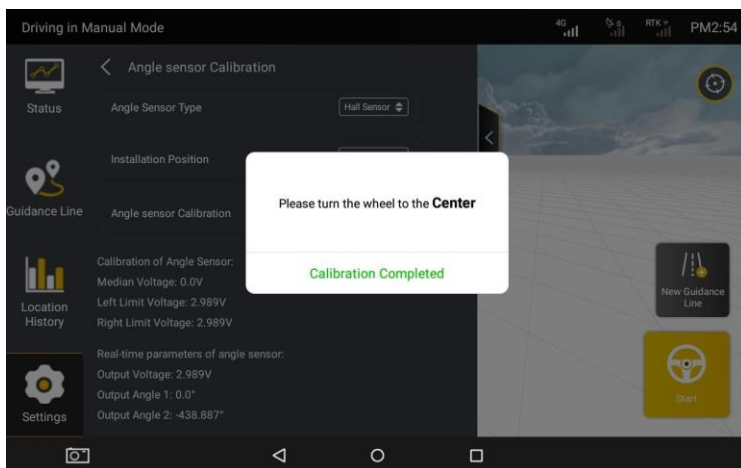 Driving in Manual Mode
4G
0
RTK
PM2:54
Status
Angle sensor Calibration
Angle Sensor Type
Hall Sensor
Installation Position
Guidance Line
Angle sensor Calibration
Please turn the wheel to the Center
Calibration Completed
Calibration of Angle Sensor:
Median Voltage: 0.0V
Left Limit Voltage: 2.989V
Right Limit Voltage: 2.989V
Location
History
Real-time parameters of angle sensor:
Output Voltage: 2.989V
Output Angle 1: 0.0°
Output Angle 2: -438.887°
Settings
New Guidance
Line
Start